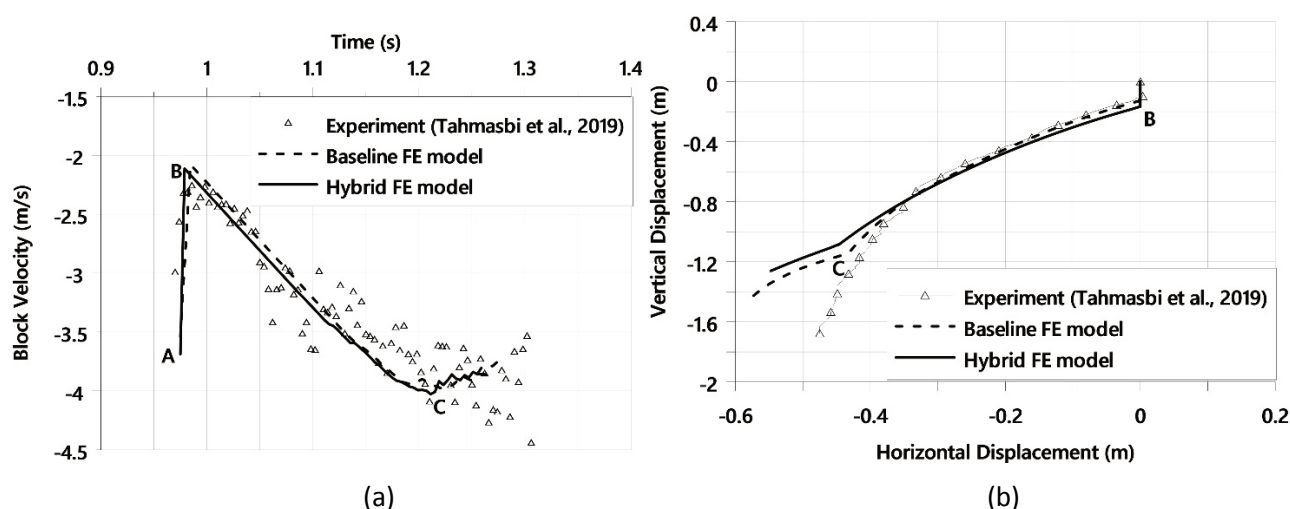 Time (s)
0.9 1 1.1 1.2 1.3 1.4
-1.5
-2
-2.5
-3
-3.5
-4
-4.5
Block Velocity (m/s)
Experiment (Tahmasbi et al., 2019)
Baseline FE model
Hybrid FE model
B
A
C
(a)
0.4
0
-0.4
-0.8
-1.2
-1.6
-2
Vertical Displacement (m)
B
C
Experiment (Tahmasbi et al., 2019)
Baseline FE model
Hybrid FE model
-0.6 -0.4 -0.2 0 0.2
Horizontal Displacement (m)
(b)